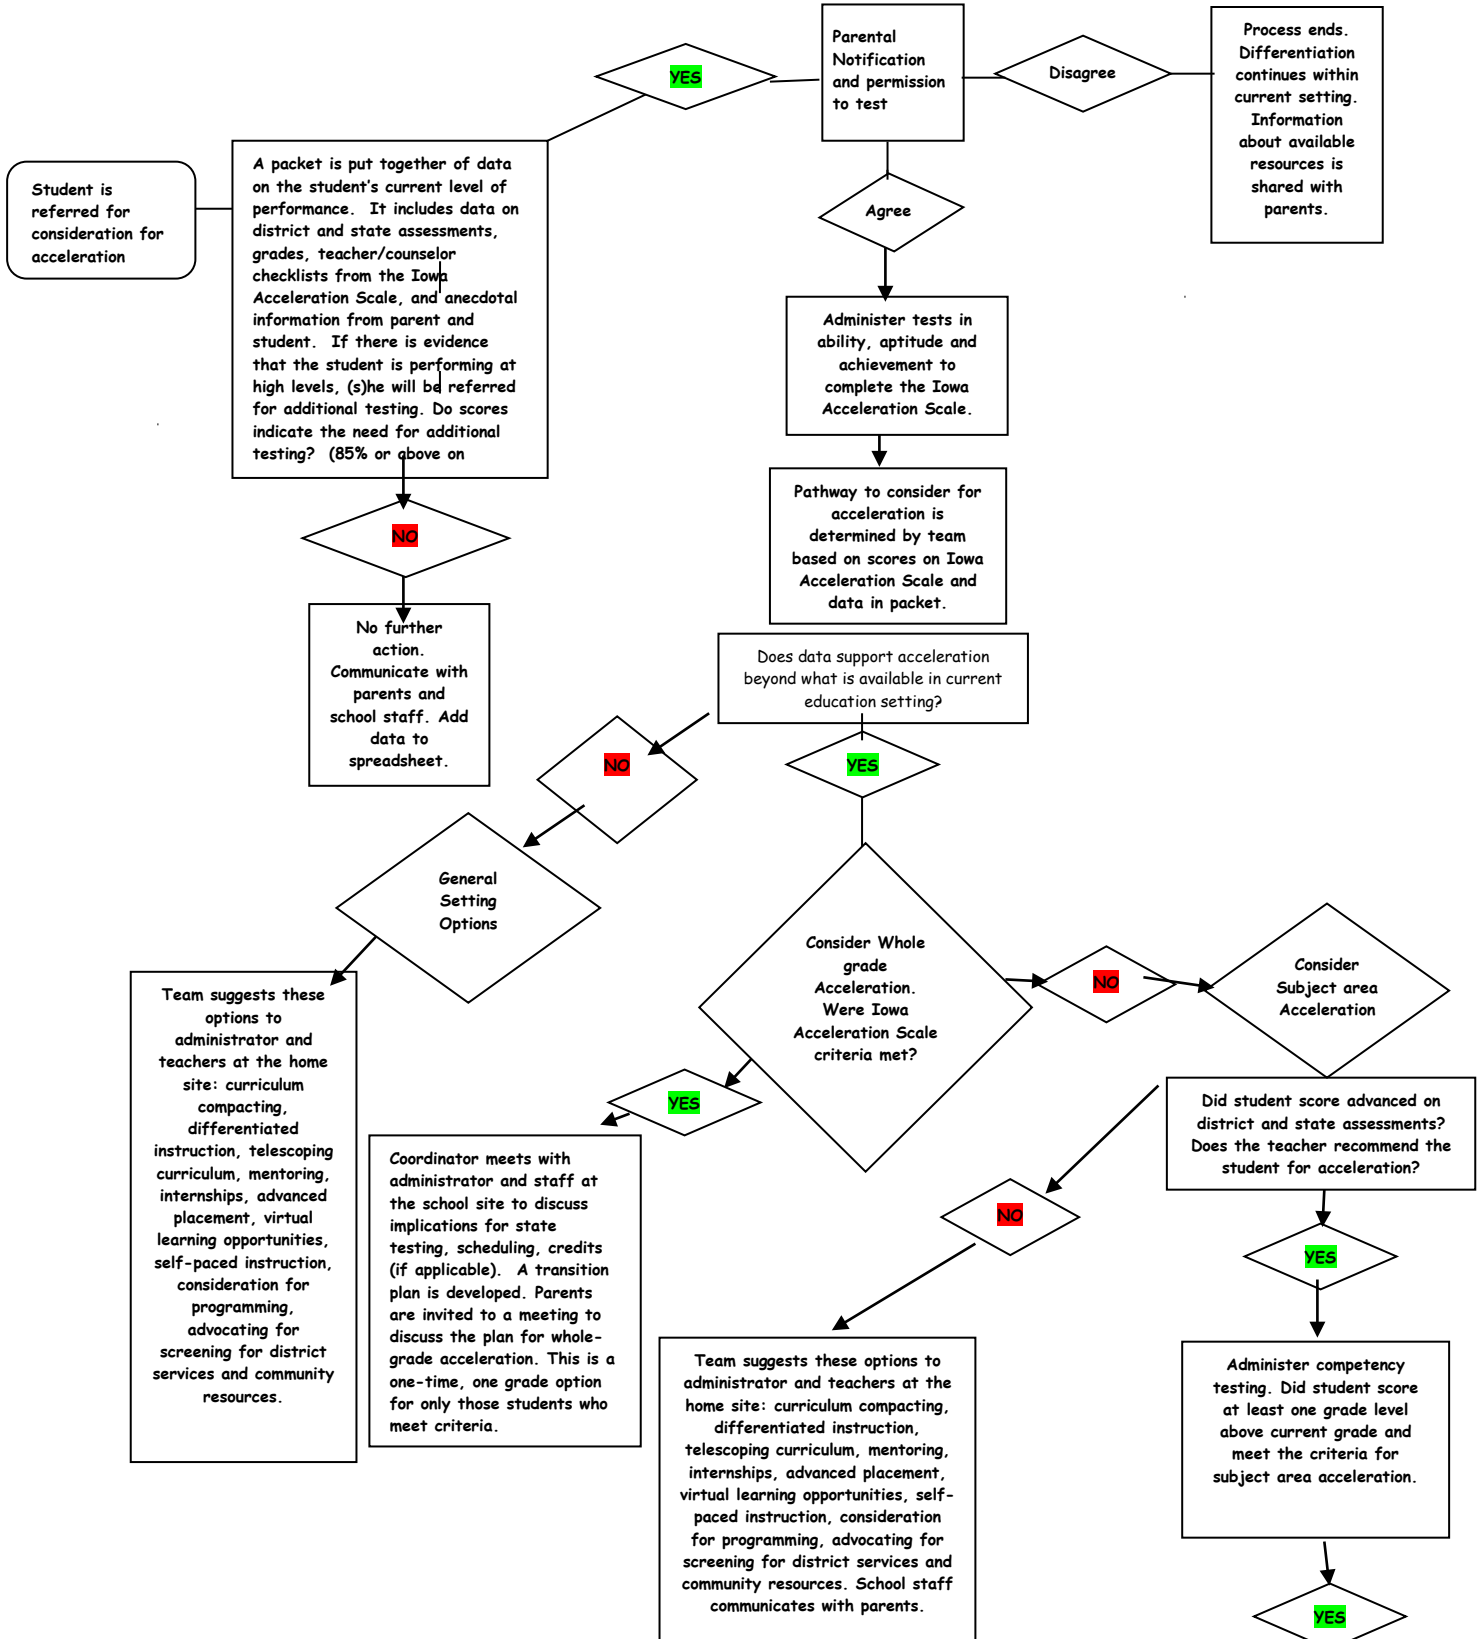 Student is
referred for
consideration for
acceleration
A packet is put together of data
on the student's current level of
performance.  It includes data on
district and state assessments,
grades, teacher/counselor
checklists from the Iowa
Acceleration Scale, and anecdotal
information from parent and
student.  If there is evidence
that the student is performing at
high levels, (s)he will be referred
for additional testing. Do scores
indicate the need for additional
testing?  (85% or above on
YES
Parental
Notification
and permission
to test
Disagree
Process ends.
Differentiation
continues within
current setting.
Information
about available
resources is
shared with
parents.
Agree
Administer tests in
ability, aptitude and
achievement to
complete the Iowa
Acceleration Scale.
Pathway to consider for
acceleration is
determined by team
based on scores on Iowa
Acceleration Scale and
data in packet.
NO
No further
action.
Communicate with
parents and
school staff. Add
data to
spreadsheet.
Does data support acceleration
beyond what is available in current
education setting?
NO
YES
General
Setting
Options
Team suggests these
options to
administrator and
teachers at the home
site: curriculum
compacting,
differentiated
instruction, telescoping
curriculum, mentoring,
internships, advanced
placement, virtual
learning opportunities,
self-paced instruction,
consideration for
programming,
advocating for
screening for district
services and community
resources.
Consider Whole
grade
Acceleration.
Were Iowa
Acceleration Scale
criteria met?
YES
Coordinator meets with
administrator and staff at
the school site to discuss
implications for state
testing, scheduling, credits
(if applicable).  A transition
plan is developed. Parents
are invited to a meeting to
discuss the plan for whole-
grade acceleration. This is a
one-time, one grade option
for only those students who
meet criteria.
NO
Consider
Subject area
Acceleration
Did student score advanced on
district and state assessments?
Does the teacher recommend the
student for acceleration?
NO
Team suggests these options to
administrator and teachers at the
home site: curriculum compacting,
differentiated instruction,
telescoping curriculum, mentoring,
internships, advanced placement,
virtual learning opportunities, self-
paced instruction, consideration
for programming, advocating for
screening for district services and
community resources. School staff
communicates with parents.
YES
Administer competency
testing. Did student score
at least one grade level
above current grade and
meet the criteria for
subject area acceleration.
YES